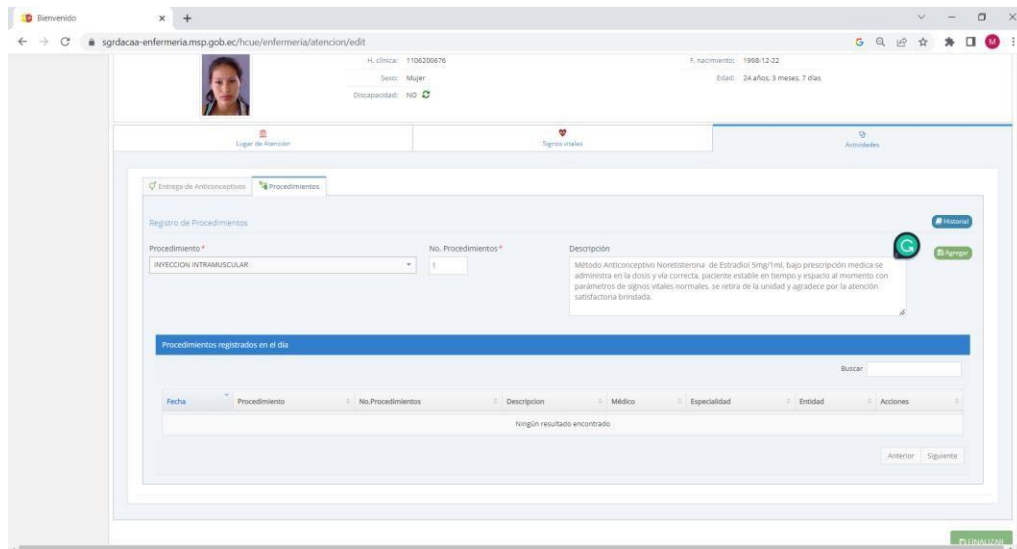 Bienvenido
sgrdacaa-enfermeria.msp.gob.ec/hcue/enfermeria/atencion/edit
M
H. clínica: 1106200676
F. nacimiento: 1998-12-22
Sexo: Mujer
Edad: 24 años, 3 meses, 7 días
Discapacidad: NO
Lugar de Atención
Signos vitales
Actividades
Entrega de Anticonceptivos
Procedimientos
Registro de Procedimientos
Historial
Procedimiento *
No. Procedimientos *
Descripción
Agregar
INYECCION INTRAMUSCULAR
1
Método Anticonceptivo Noretisterona de Estradiol 5mg/1ml, bajo prescripción medica se
administra en la dosis y vía correcta, paciente estable en tiempo y espacio al momento con
parámetros de signos vitales normales, se retira de la unidad y agradece por la atención
satisfactoria brindada.
Procedimientos registrados en el día
Buscar
Fecha Procedimiento No.Procedimientos Descripcion Médico Especialidad Entidad Acciones
Ningún resultado encontrado
Anterior Siguiente
FINALIZAR